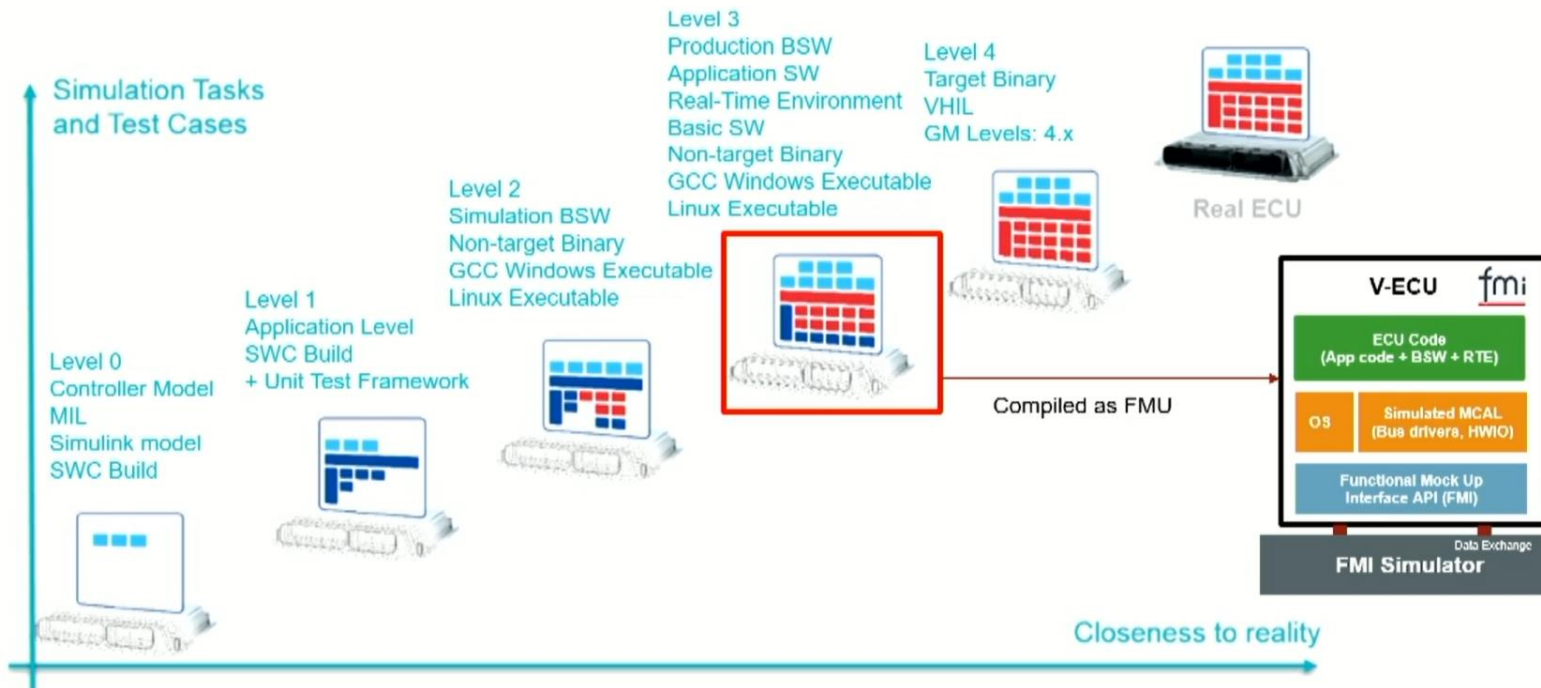 Simulation Tasks
and Test Cases
Level 0
Controller Model
MIL
Simulink model
SWC Build
Level 1
Application Level
SWC Build
+ Unit Test Framework
Level 2
Simulation BSW
Non-target Binary
GCC Windows Executable
Linux Executable
Level 3
Production BSW
Application SW
Real-Time Environment
Basic SW
Non-target Binary
GCC Windows Executable
Linux Executable
Level 4
Target Binary
VHIL
GM Levels: 4.x
Real ECU
Compiled as FMU
V-ECU
fmi
ECU Code
(App code + BSW + RTE)
OS
Simulated MCAL
(Bus drivers, HWIO)
Functional Mock Up
Interface API (FMI)
Data Exchange
FMI Simulator
Closeness to reality